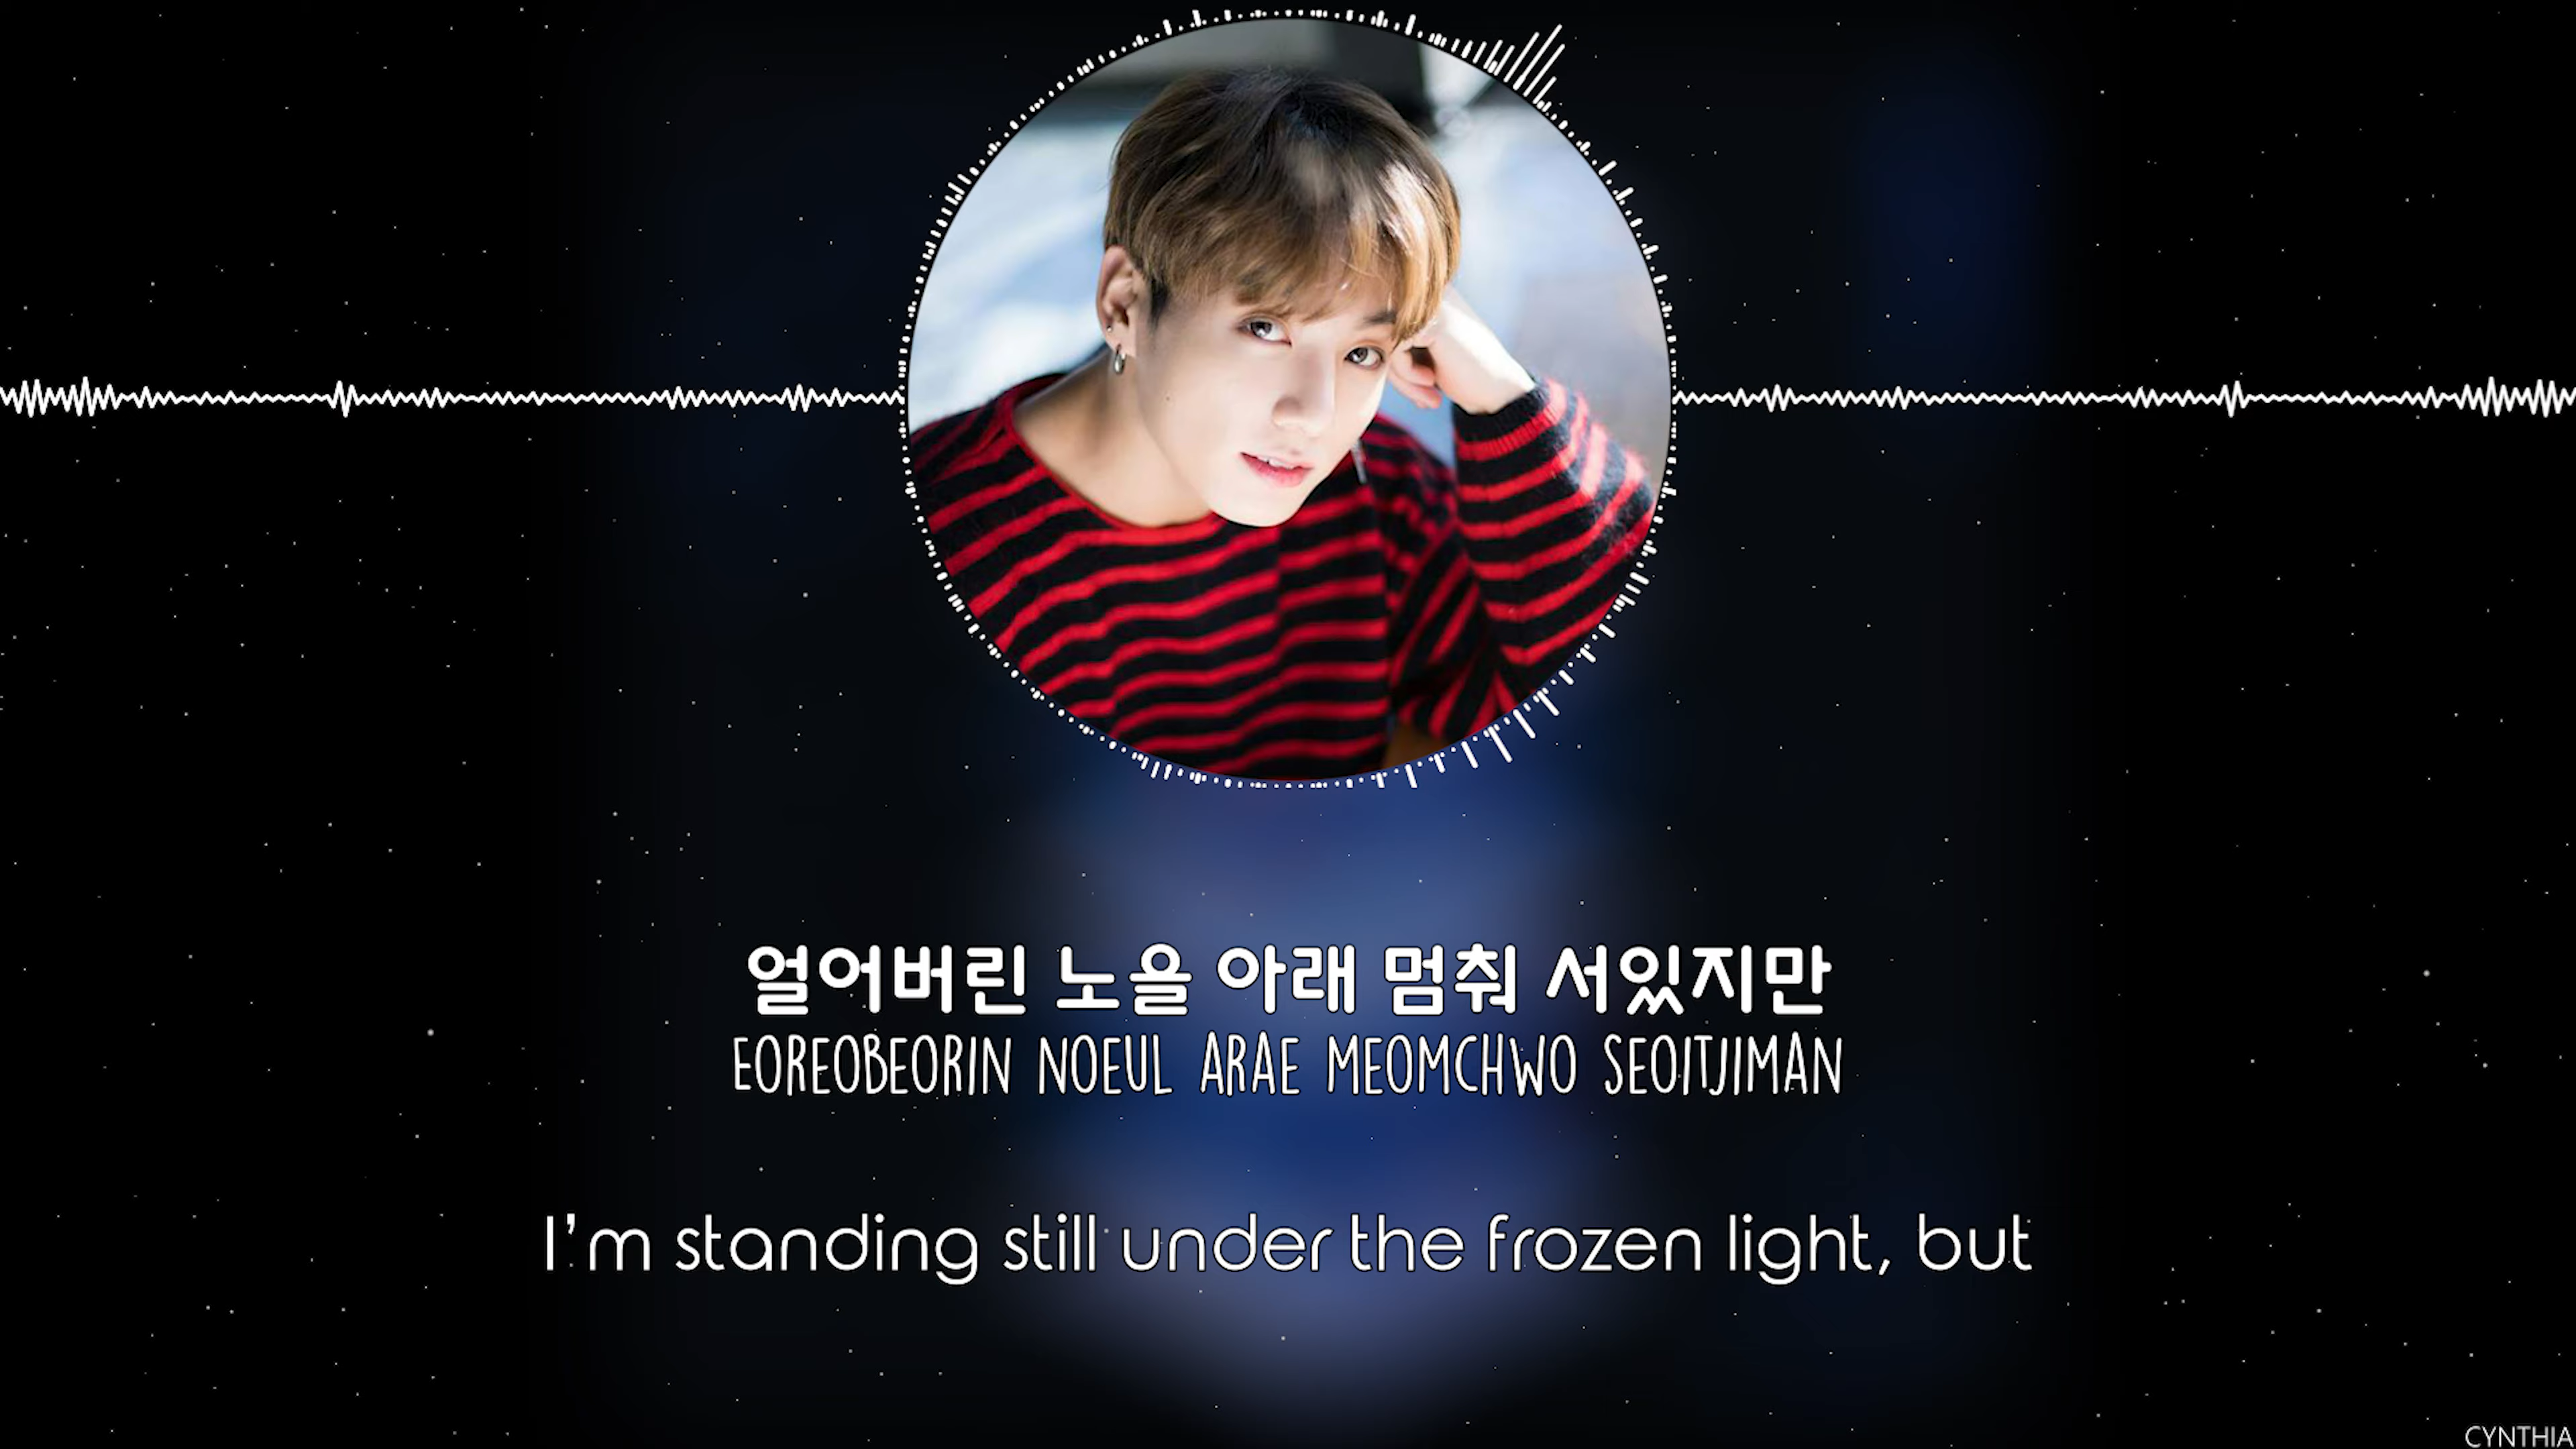 얼어버린 노을 아래 멈춰 서있지만
EOREOBEORIN NOEUL ARAE MEOMCHWO SEOITJIMAN
I'm standing still under the frozen light, but
CYNTHIA